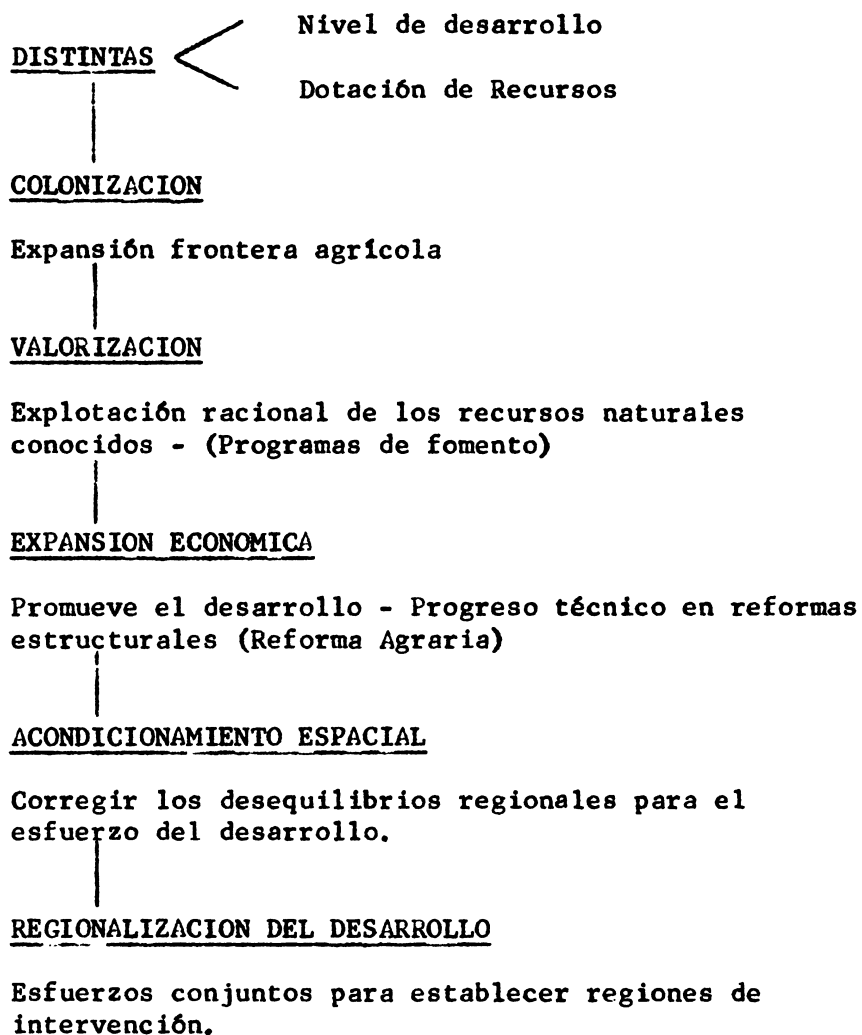 Nivel de desarrollo
DISTINTAS
Dotación de Recursos
COLONIZACION
Expansión frontera agrícola
VALORIZACION
Explotación racional de los recursos naturales
conocidos - (Programas de fomento)
EXPANSION ECONOMICA
Promueve el desarrollo - Progreso técnico en reformas
estructurales (Reforma Agraria)
ACONDICIONAMIENTO ESPACIAL
Corregir los desequilibrios regionales para el
esfuerzo del desarrollo.
REGIONALIZACION DEL DESARROLLO
Esfuerzos conjuntos para establecer regiones de
intervención.